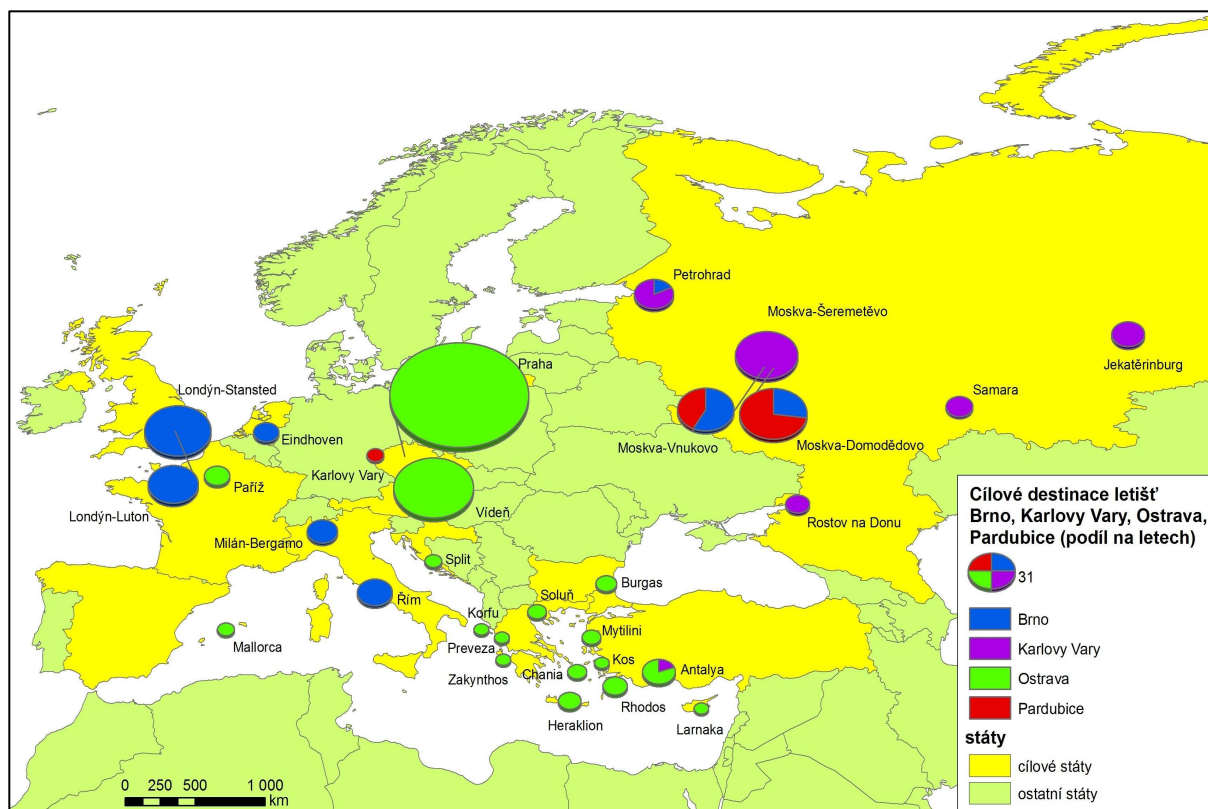 Petrohrad
Moskva-Šeremetěvo
Jekatěrinburg
Praha
Londýn-Stansted
Samara
Eindhoven
Moskva-Vnukovo
Moskva-Domodědovo
Karlovy Vary
Paříž
Vídeň
Londýn-Luton
Rostov na Donu
Milán-Bergamo
Split
Burgas
Řím
Soluň
Korfu
Mytilini
Mallorca
Preveza
Kos
Zakynthos
Chania
Antalya
Rhodos
Heraklion
Larnaka
Cílové destinace letišť
Brno, Karlovy Vary, Ostrava,
Pardubice (podíl na letech)
31
Brno
Karlovy Vary
Ostrava
Pardubice
státy
cílové státy
ostatní státy
0 250 500 1 000
km